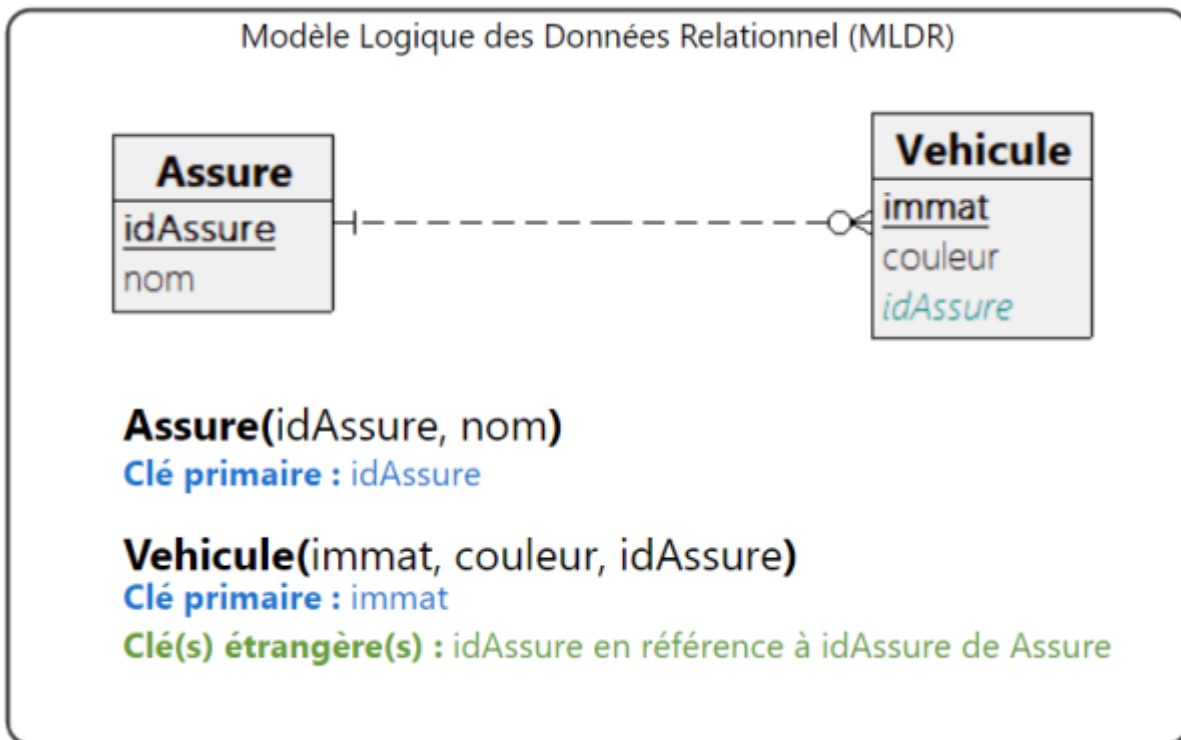 Modèle Logique des Données Relationnel (MLDR)
Assure
idAssure
nom
Vehicule
immat
couleur
idAssure
Assure(idAssure, nom)
Clé primaire : idAssure
Vehicule(immat, couleur, idAssure)
Clé primaire : immat
Clé(s) étrangère(s) : idAssure en référence à idAssure de Assure